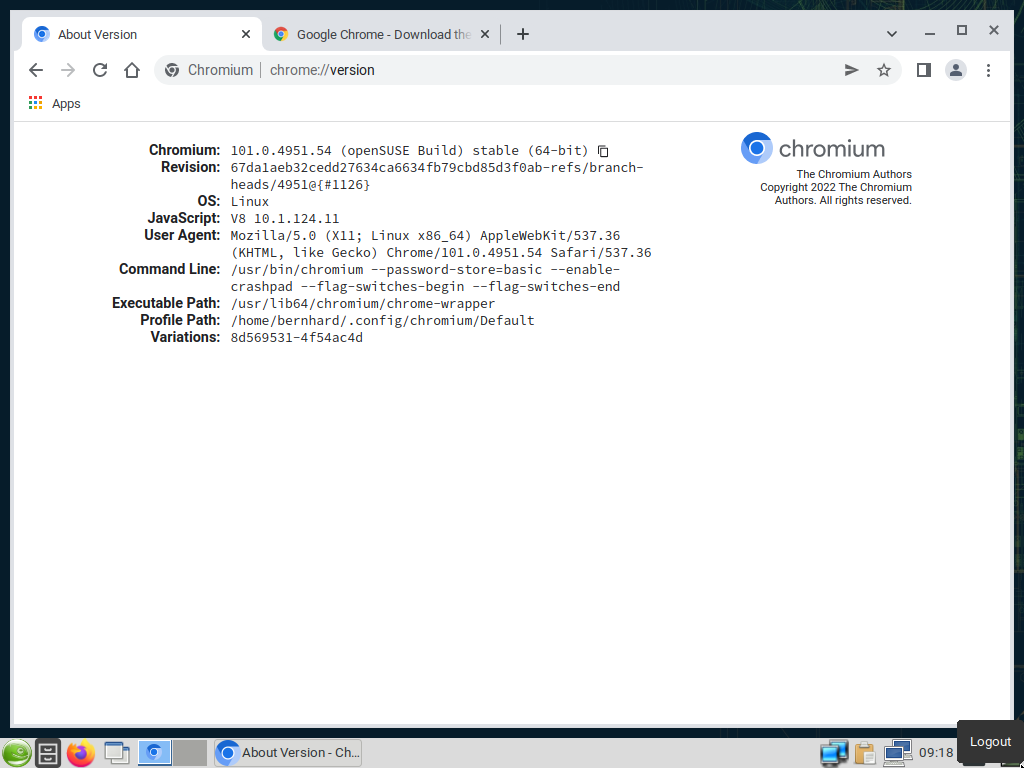 About Version
Google Chrome - Download the
Chromium
chrome://version
Apps
Chromium: 101.0.4951.54 (openSUSE Build) stable (64-bit)
Revision: 67da1aeb32cedd27634ca6634fb79cbd85d3f0ab-refs/branch-
heads/4951@{#1126}
OS: Linux
JavaScript: V8 10.1.124.11
User Agent: Mozilla/5.0 (X11; Linux x86_64) AppleWebKit/537.36
(KHTML, like Gecko) Chrome/101.0.4951.54 Safari/537.36
Command Line: /usr/bin/chromium --password-store=basic --enable-
crashpad --flag-switches-begin --flag-switches-end
Executable Path: /usr/lib64/chromium/chrome-wrapper
Profile Path: /home/bernhard/.config/chromium/Default
Variations: 8d569531-4f54ac4d
chromium
The Chromium Authors
Copyright 2022 The Chromium
Authors. All rights reserved.
About Version - Ch...
09:18
Logout